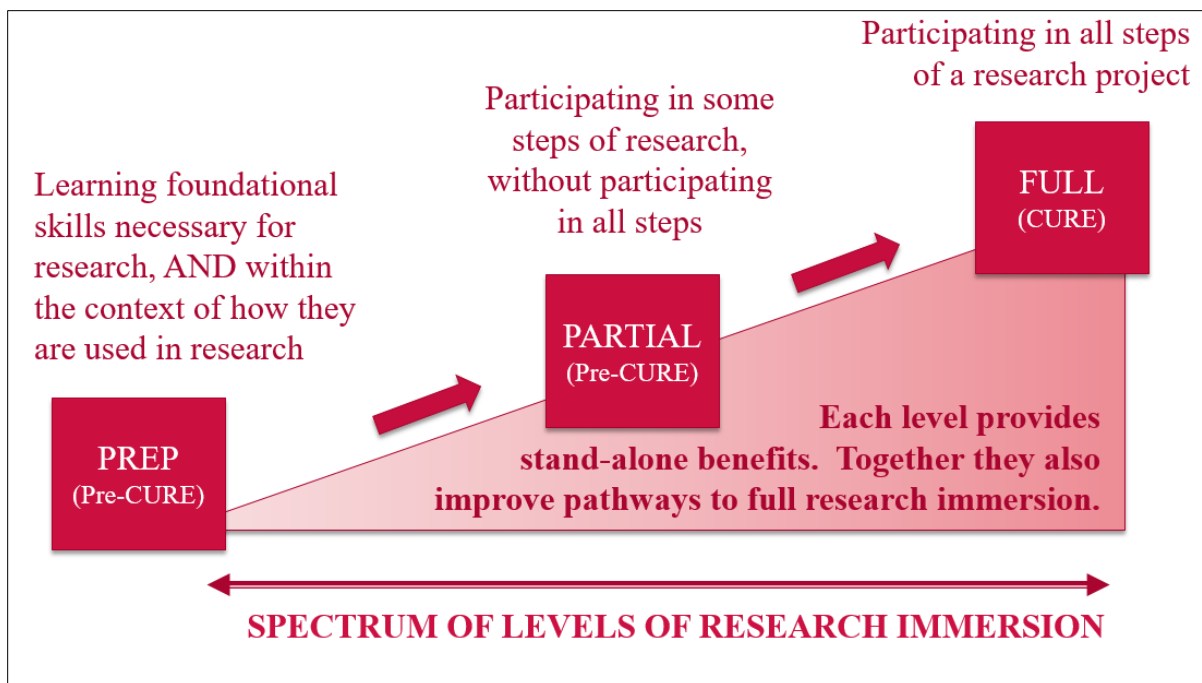 Participating in all steps
of a research project
Participating in some
steps of research,
without participating
in all steps
Learning foundational
skills necessary for
research, AND within
the context of how they
are used in research
FULL
(CURE)
PARTIAL
(Pre-CURE)
PREP
(Pre-CURE)
Each level provides
stand-alone benefits.  Together they also
improve pathways to full research immersion.
SPECTRUM OF LEVELS OF RESEARCH IMMERSION